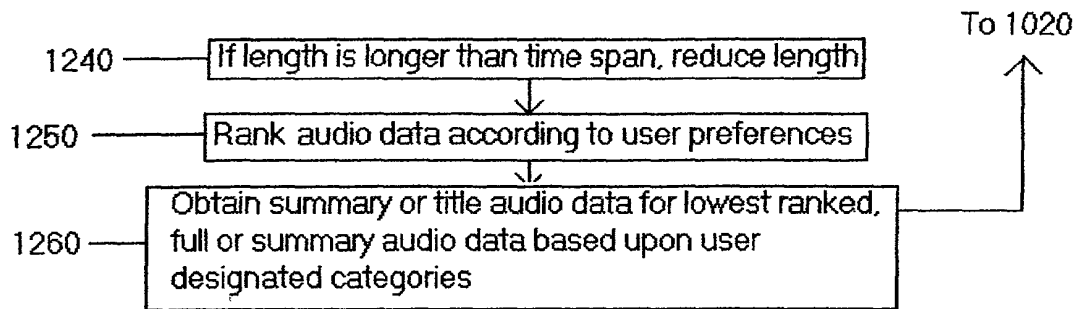 To 1020
1240
If length is longer than time span, reduce length
1250
Rank audio data according to user preferences
1260
Obtain summary or title audio data for lowest ranked,
full or summary audio data based upon user
designated categories